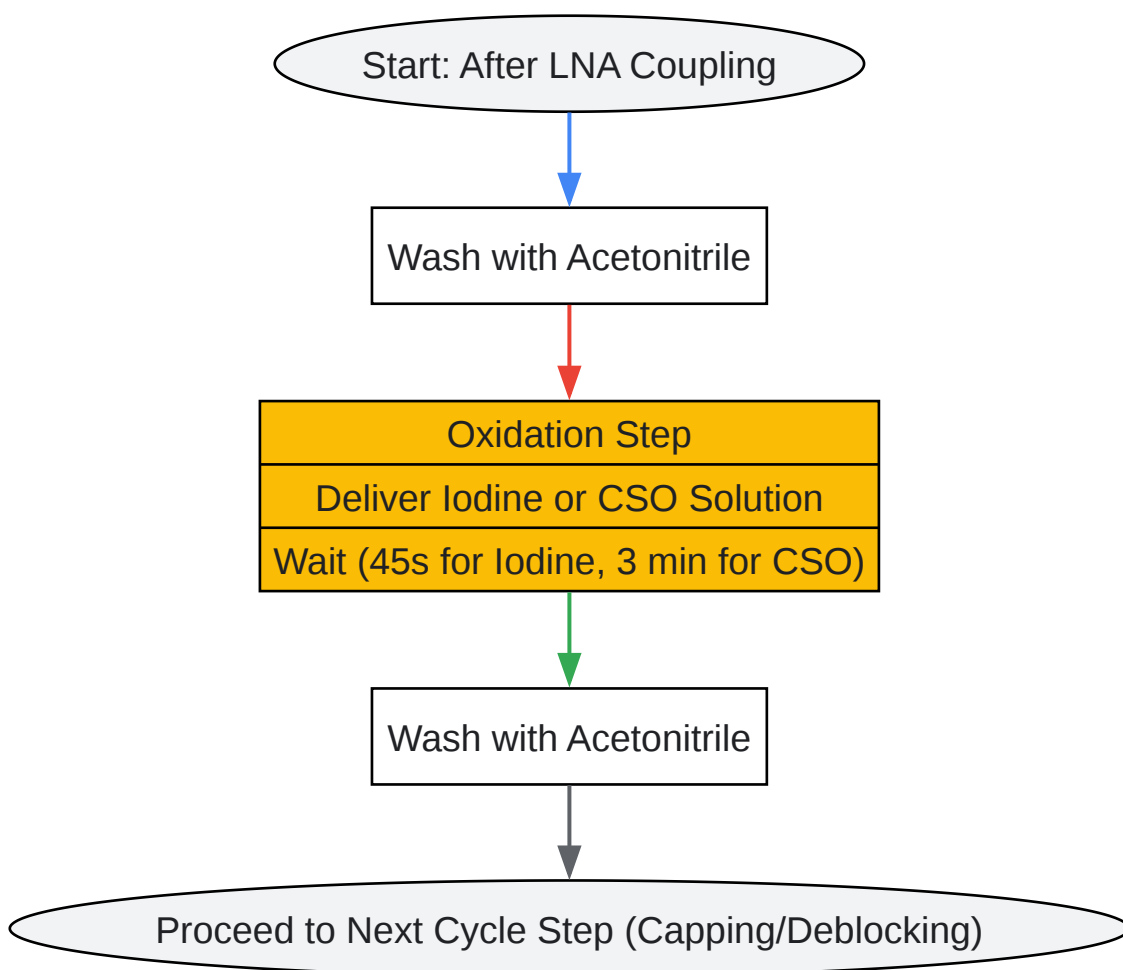 Start: After LNA Coupling
Wash with Acetonitrile
Oxidation Step
Deliver Iodine or CSO Solution
Wait (45s for Iodine, 3 min for CSO)
Wash with Acetonitrile
Proceed to Next Cycle Step (Capping/Deblocking)